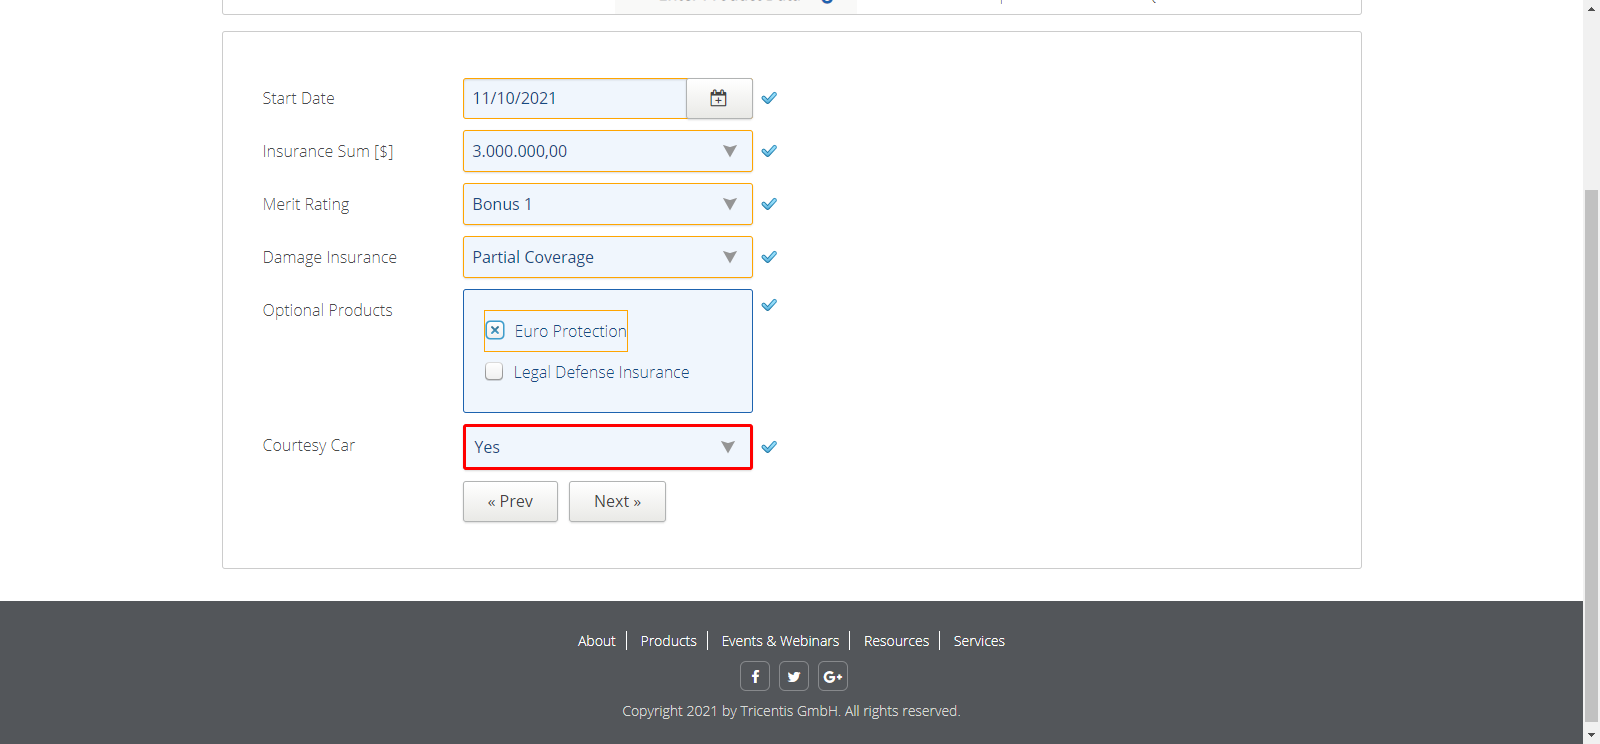 Start Date
11/10/2021
Insurance Sum [$]
3.000.000,00
Merit Rating
Bonus 1
Damage Insurance
Partial Coverage
Optional Products
Euro Protection
Legal Defense Insurance
Courtesy Car
Yes
« Prev Next »
About Products Events & Webinars Resources Services
Copyright 2021 by Tricentis GmbH. All rights reserved.